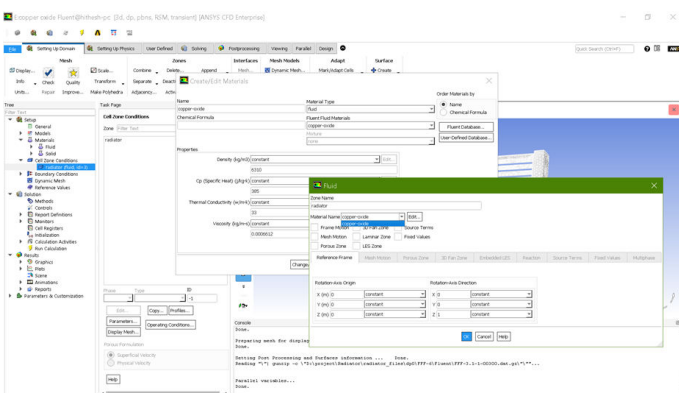 E:copper oxide Fluent@hithesh-pc [3d, dp, pbns, RSM, transient] [ANSYS CFD Enterprise]
File Setting Up Domain Setting Up Physics User Defined Solving Postprocessing Viewing Parallel Design
Quick Search (Ctrl+F)
Mesh Zones Interfaces Mesh Models Adapt Surface
Display... Scale... Combine Delete... Append Mesh... Dynamic Mesh... Mark/Adapt Cells Create
Info Check Quality Transform Separate
Units... Repair Improve... Make Polyhedra Adjacency...
Tree
Filter Text
Setup
General
Models
Materials
Fluid
Solid
Cell Zone Conditions
radiator (fluid, id=3)
Boundary Conditions
Dynamic Mesh
Reference Values
Solution
Methods
Controls
Report Definitions
Monitors
Cell Registers
Initialization
Calculation Activities
Run Calculation
Results
Graphics
Plots
Scene
Animations
Reports
Parameters & Customization
Task Page
Cell Zone Conditions
Zone Filter Text
radiator
Phase Type ID
-1
Edit... Copy... Profiles...
Parameters... Operating Conditions...
Display Mesh...
Porous Formulation
Superficial Velocity
Physical Velocity
Help
Create/Edit Materials
Name
copper-oxide
Chemical Formula
Material Type
fluid
Fluent Fluid Materials
copper-oxide
Mixture
none
Order Materials by
Name
Chemical Formula
Fluent Database...
User-Defined Database...
Properties
Density (kg/m3) constant Edit...
6310
Cp (Specific Heat) (j/kg-k) constant
385
Thermal Conductivity (w/m-k) constant
33
Viscosity (kg/m-s) constant
0.0006612
Fluid
Zone Name
radiator
Material Name copper-oxide Edit...
copper-oxide
Frame Motion 3D Fan Zone Source Terms
Mesh Motion Laminar Zone Fixed Values
Porous Zone LES Zone
Reference Frame Mesh Motion Porous Zone 3D Fan Zone Embedded LES Reaction Source Terms Fixed Values Multiphase
Rotation-Axis Origin Rotation-Axis Direction
X (m) 0 constant X 0 constant
Y (m) 0 constant Y 0 constant
Z (m) 0 constant Z 1 constant
OK Cancel Help
Console
Done.
Preparing mesh for display
Done.
Setting Post Processing and Surfaces information ... Done.
Parallel variables...
Done.